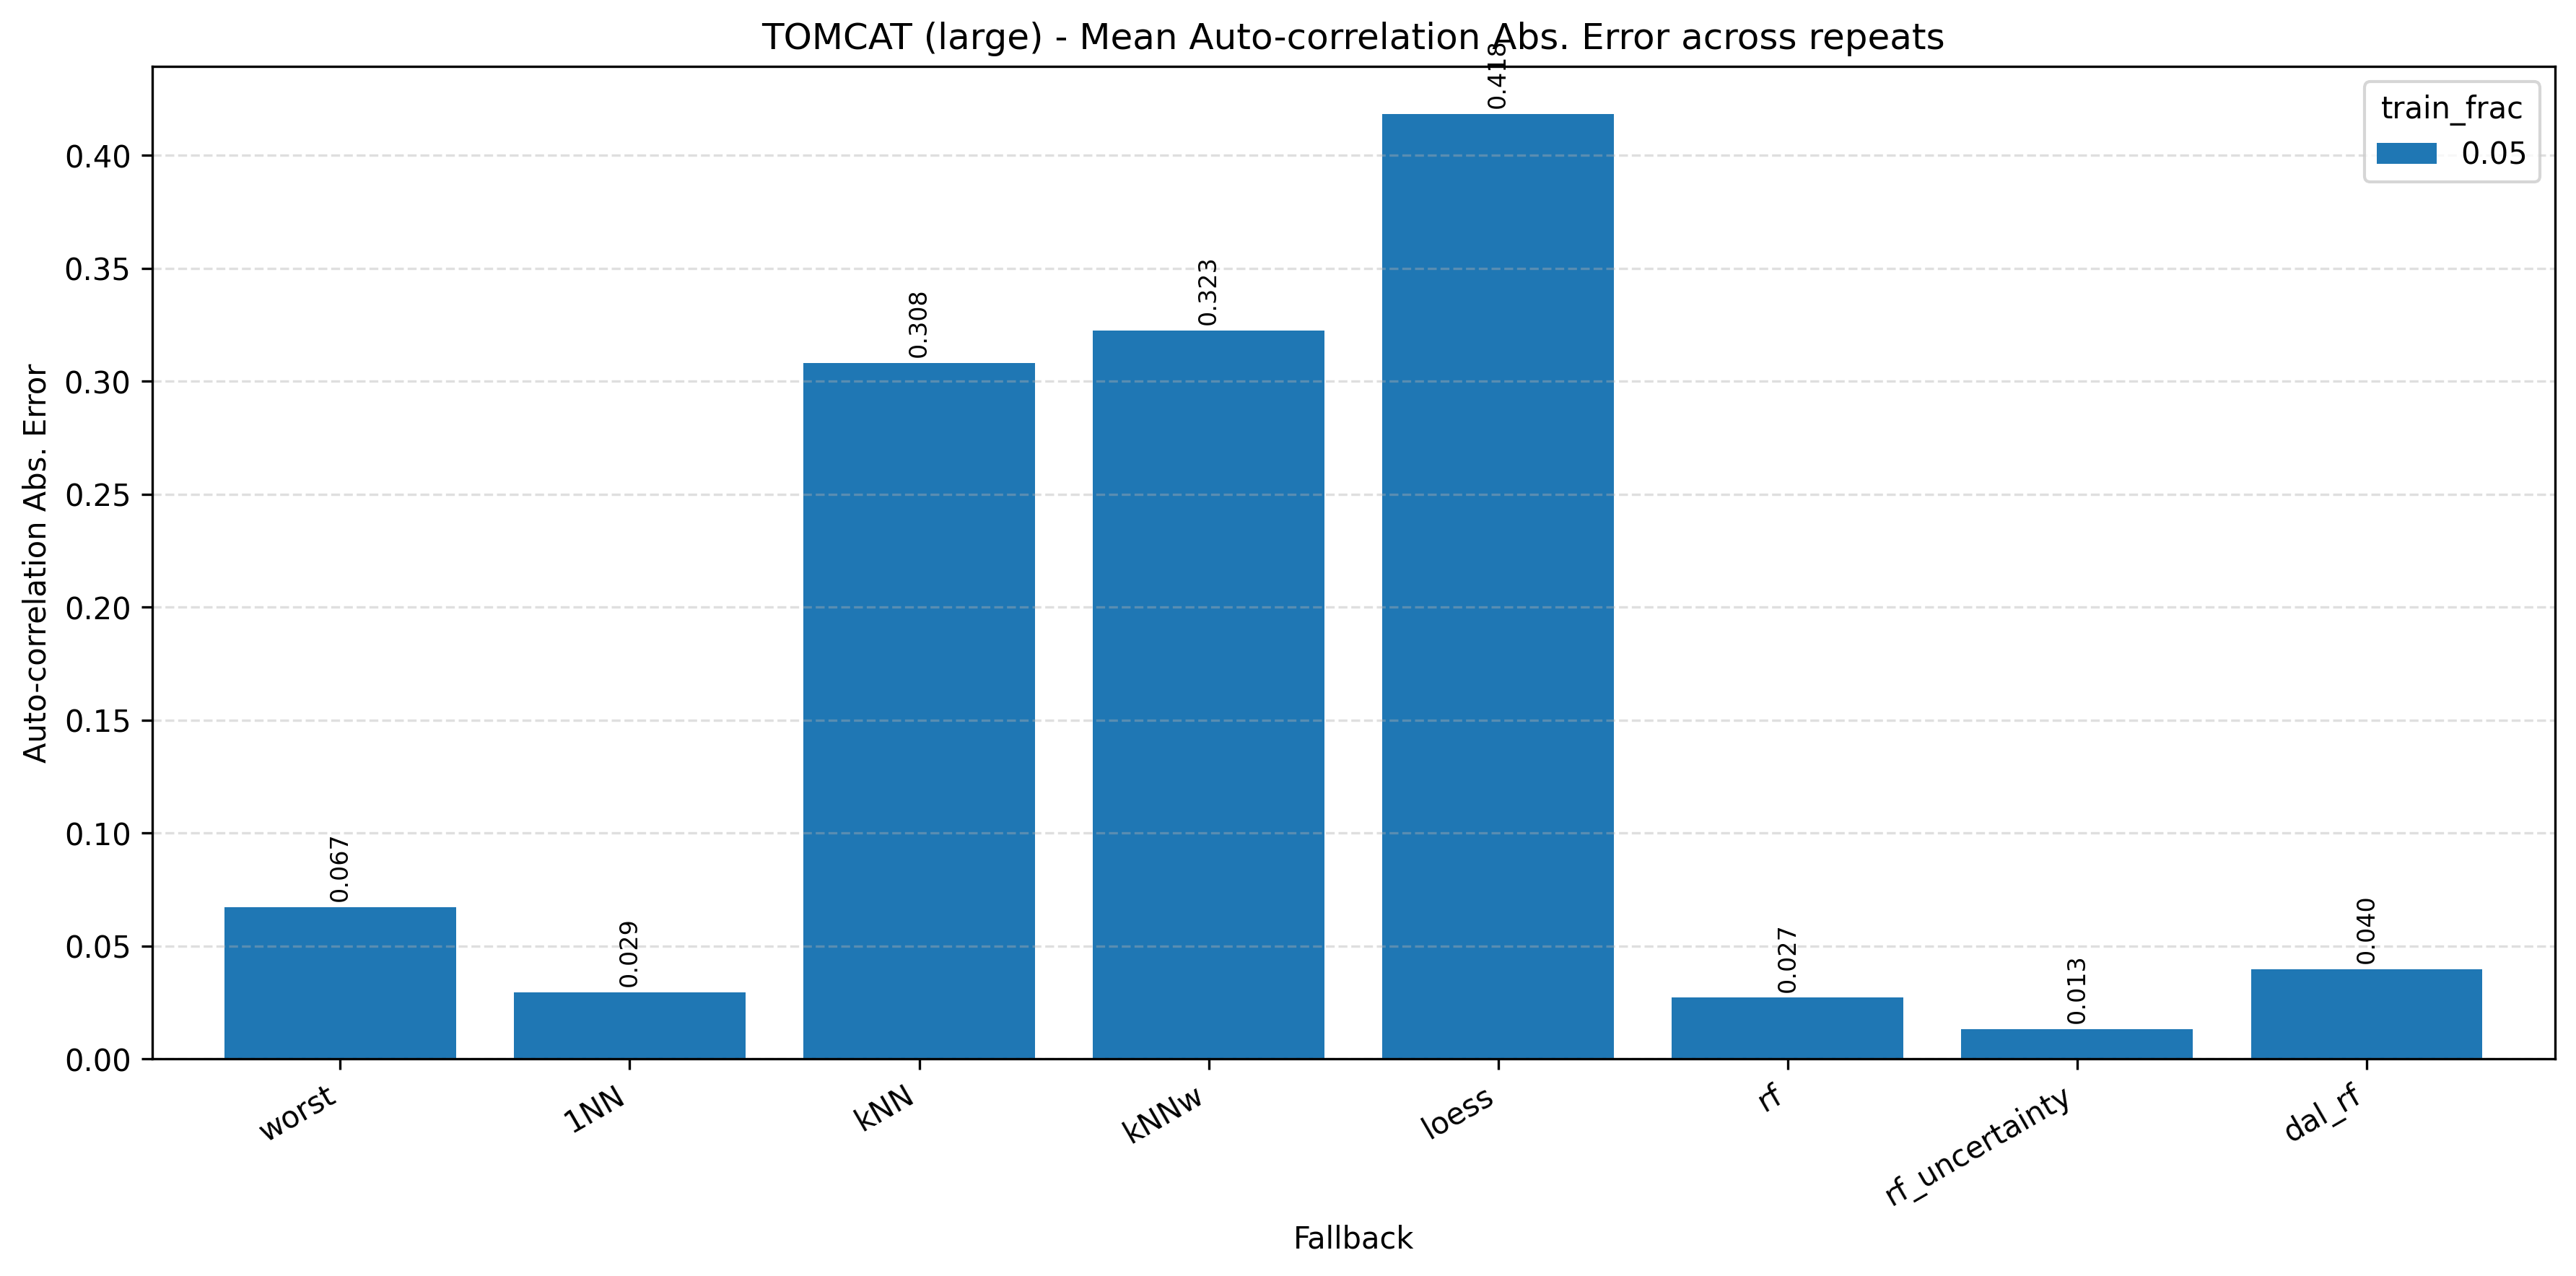 TOMCAT (large) - Mean Auto-correlation Abs. Error across repeats
train_frac
0.05
Auto-correlation Abs. Error
0.40
0.35
0.30
0.25
0.20
0.15
0.10
0.05
0.00
0.067
0.029
0.308
0.323
0.418
0.027
0.013
0.040
worst
1NN
kNN
kNNw
loess
rf
rf_uncertainty
dal_rf
Fallback